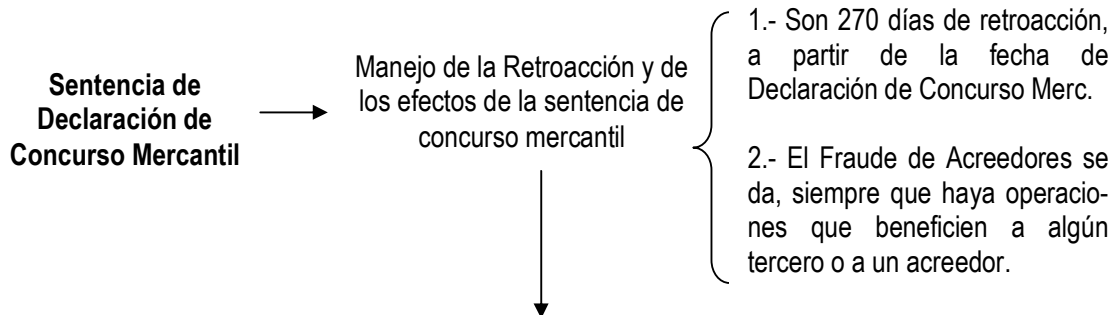 Sentencia de
Declaración de
Concurso Mercantil
Manejo de la Retroacción y de
los efectos de la sentencia de
concurso mercantil
1.- Son 270 días de retroacción,
a partir de la fecha de
Declaración de Concurso Merc.
2.- El Fraude de Acreedores se
da, siempre que haya operacio-
nes que beneficien a algún
tercero o a un acreedor.